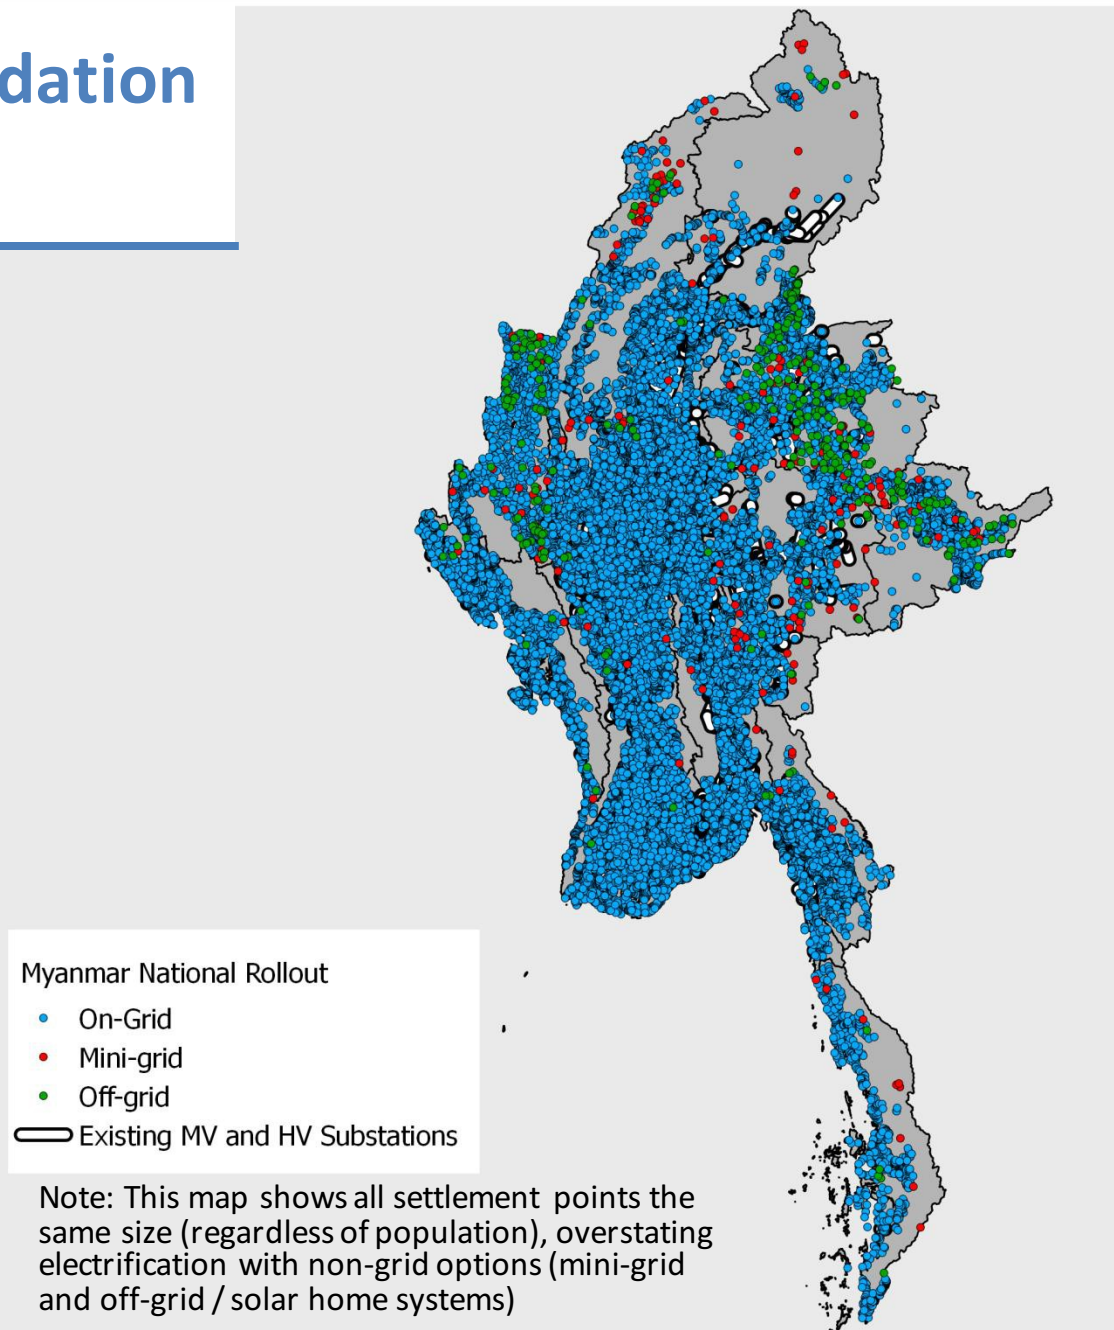 dation
Myanmar National Rollout
On-Grid
Mini-grid
Off-grid
Existing MV and HV Substations
Note: This map shows all settlement points the
same size (regardless of population), overstating
electrification with non-grid options (mini-grid
and off-grid / solar home systems)